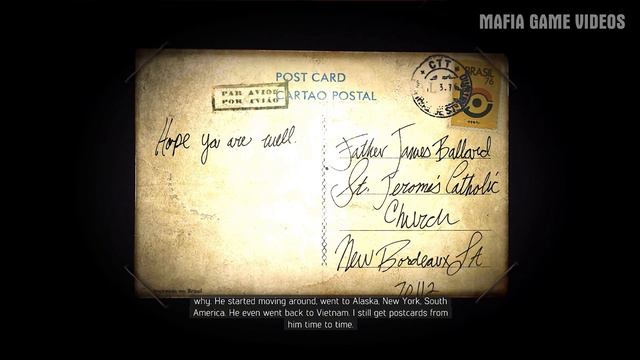 MAFIA GAME VIDEOS
POST CARD
CARTAO POSTAL
PAR AVION
POR AVIÃO
CTT
BRASIL
76
Hope you are well.
Father James Ballard
St. Jerome's Catholic
Church
New Bordeaux, LA
70112
why. He started moving around, went to Alaska, New York, South
America. He even went back to Vietnam. I still get postcards from
him time to time.